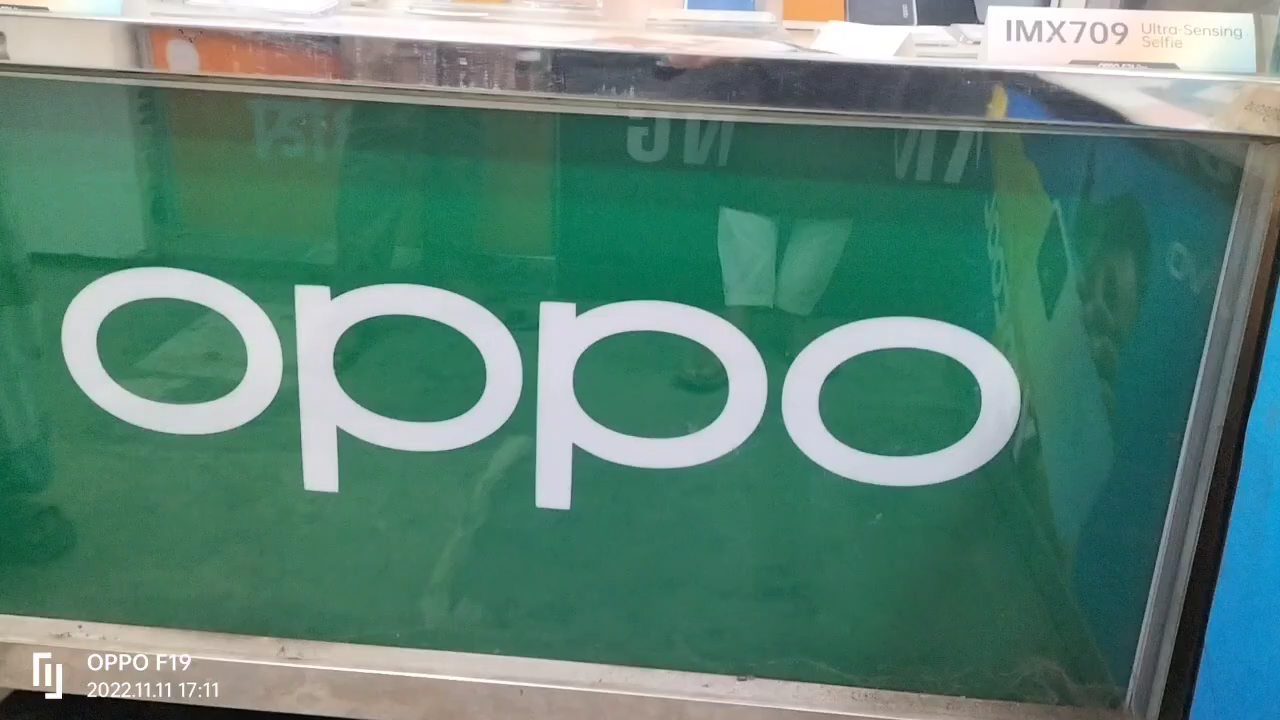 IMX709 Ultra-Sensing
Selfie
oppo
OPPO F19
2022.11.11 17:11